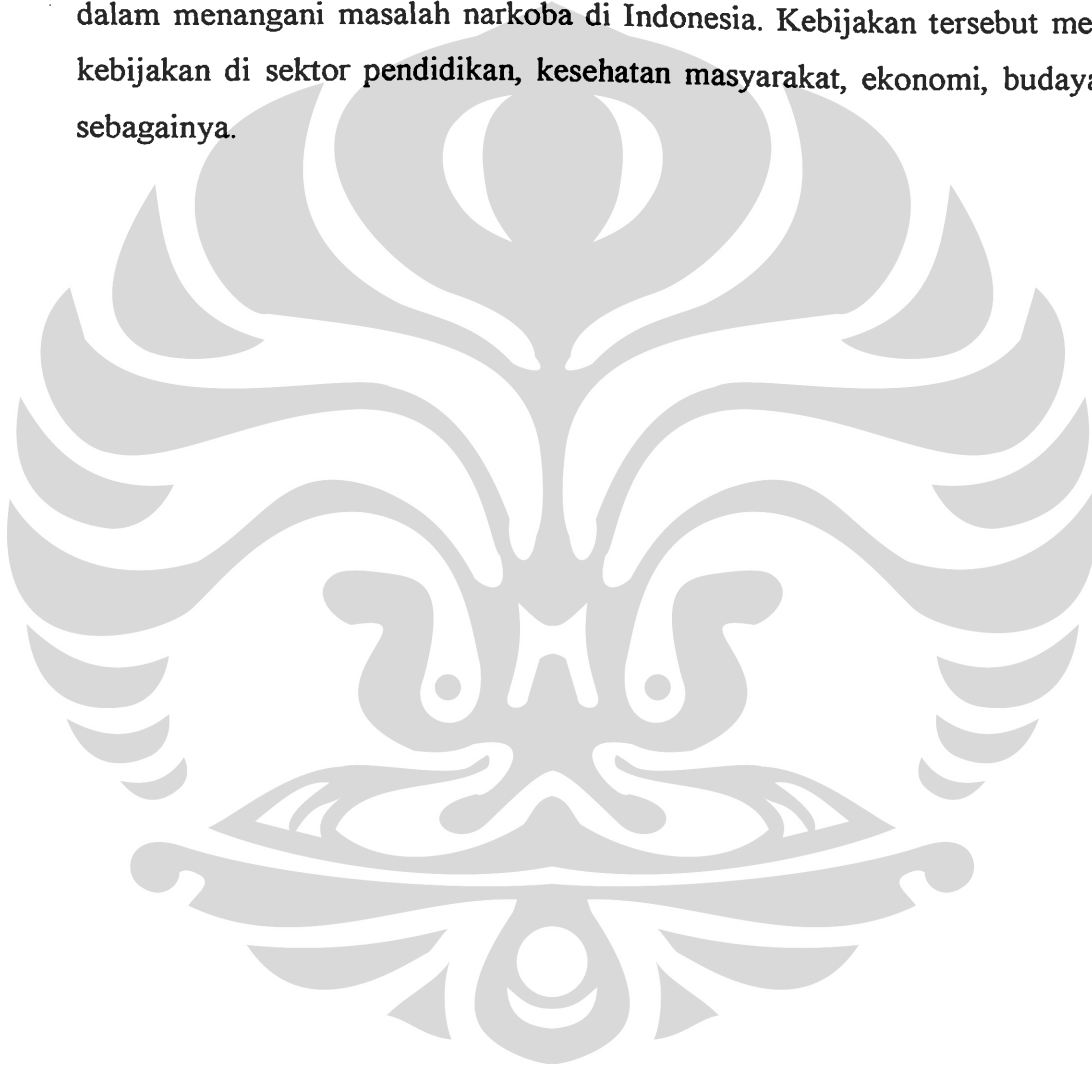 dalam menangani masalah narkoba di Indonesia. Kebijakan tersebut me
kebijakan di sektor pendidikan, kesehatan masyarakat, ekonomi, budaya
sebagainya.